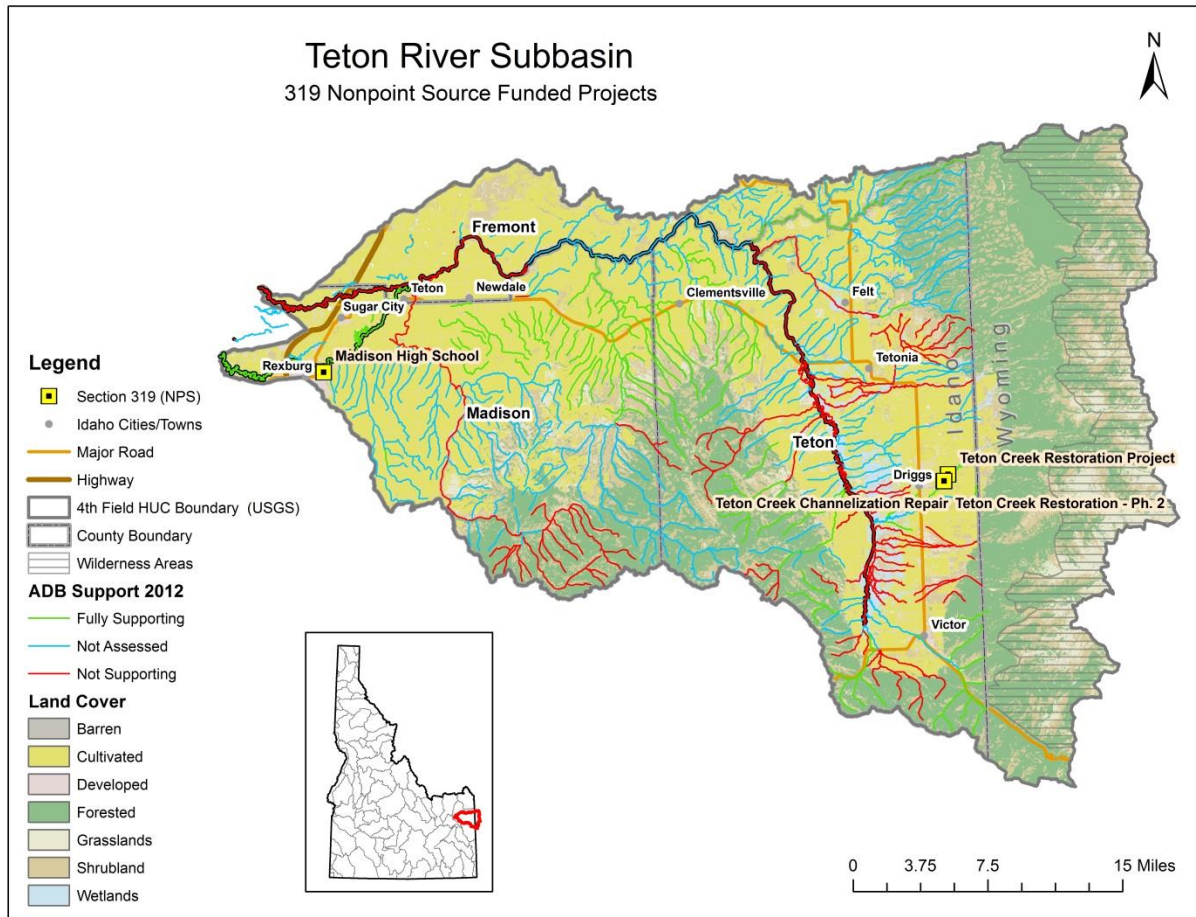 Teton River Subbasin
319 Nonpoint Source Funded Projects
N
Fremont
Teton
Newdale
Sugar City
Clementsville
Felt
Rexburg
Madison High School
Tetonia
Madison
Teton
Idaho
Wyoming
Driggs
Teton Creek Restoration Project
Teton Creek Channelization Repair
Teton Creek Restoration - Ph. 2
Victor
Legend
Section 319 (NPS)
Idaho Cities/Towns
Major Road
Highway
4th Field HUC Boundary (USGS)
County Boundary
Wilderness Areas
ADB Support 2012
Fully Supporting
Not Assessed
Not Supporting
Land Cover
Barren
Cultivated
Developed
Forested
Grasslands
Shrubland
Wetlands
0 3.75 7.5 15 Miles